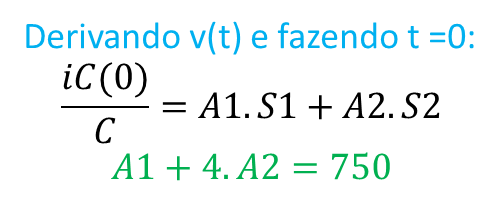 Derivando v(t) e fazendo t =0:
iC(0)
C
= A1. S1 + A2. S2
A1 + 4. A2 = 750